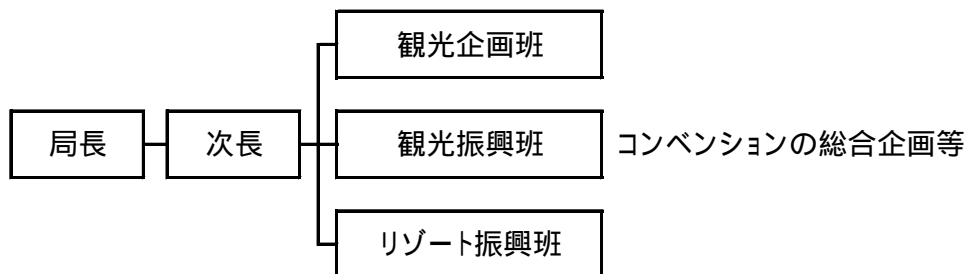 観光企画班
局長
次長
観光振興班
コンベンションの総合企画等
リゾート振興班